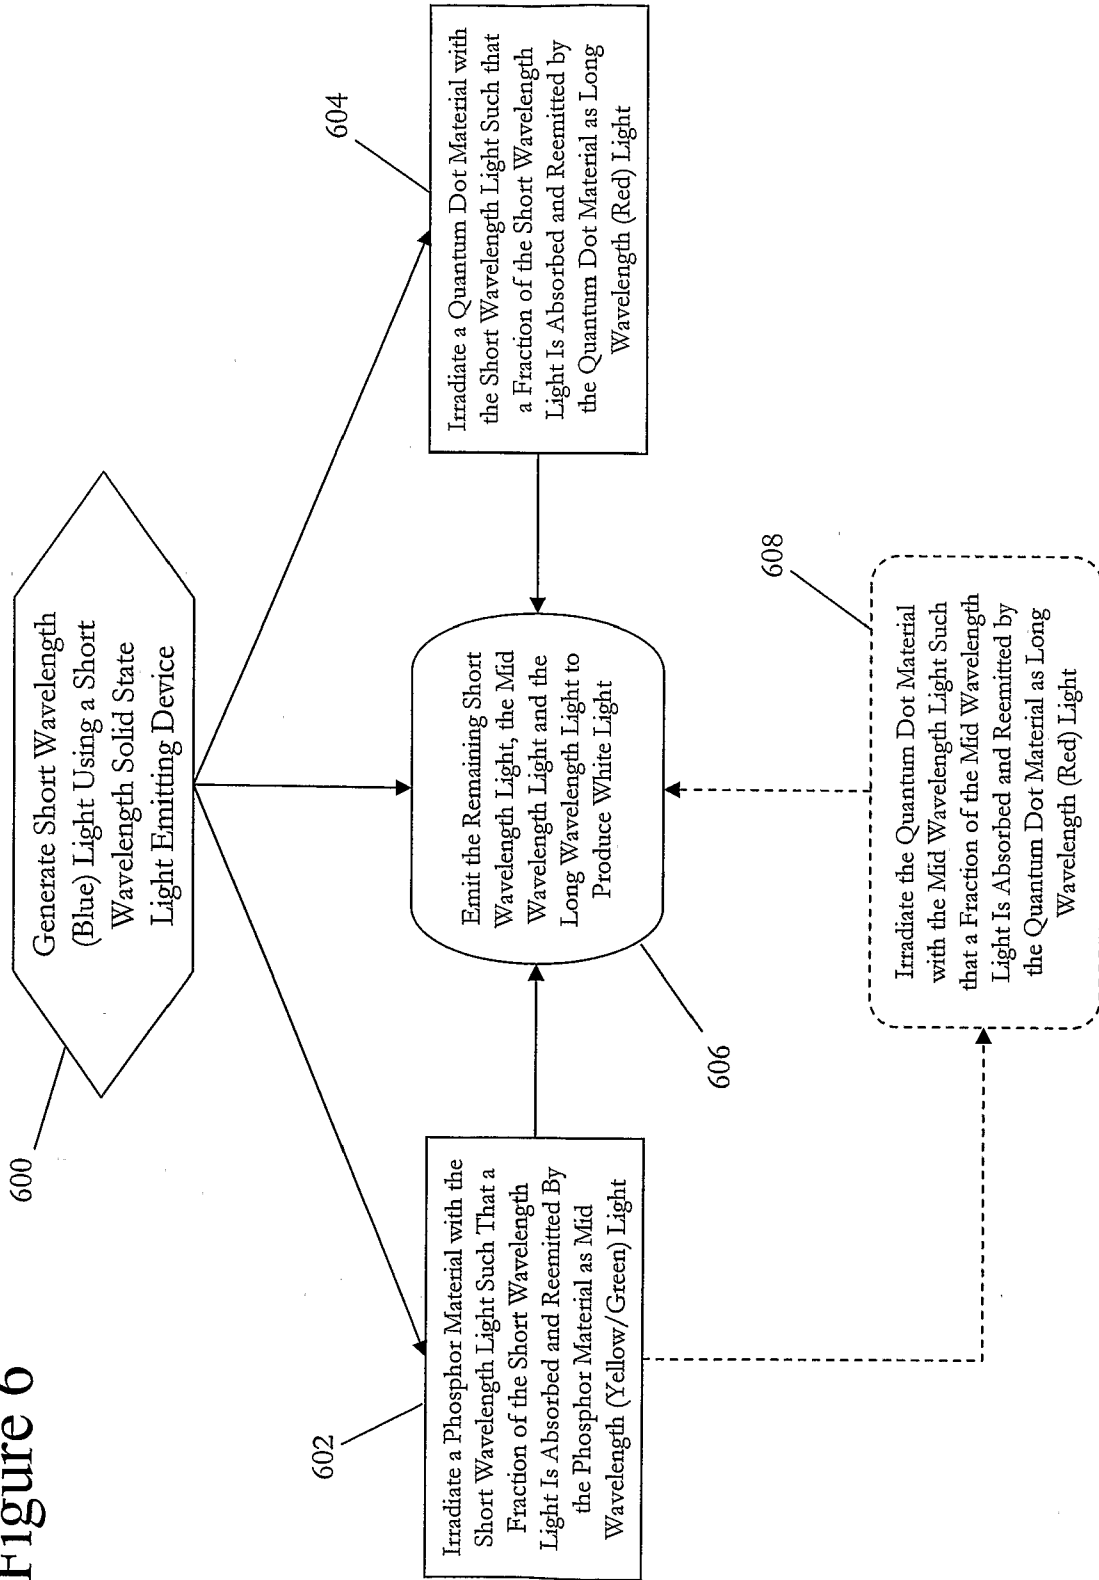 Figure 6
600
Generate Short Wavelength
(Blue) Light Using a Short
Wavelength Solid State
Light Emitting Device
602
Irradiate a Phosphor Material with the
Short Wavelength Light Such That a
Fraction of the Short Wavelength
Light Is Absorbed and Reemitted By
the Phosphor Material as Mid
Wavelength (Yellow/Green) Light
Emit the Remaining Short
Wavelength Light, the Mid
Wavelength Light and the
Long Wavelength Light to
Produce White Light
606
604
Irradiate a Quantum Dot Material with
the Short Wavelength Light Such that
a Fraction of the Short Wavelength
Light Is Absorbed and Reemitted by
the Quantum Dot Material as Long
Wavelength (Red) Light
608
Irradiate the Quantum Dot Material
with the Mid Wavelength Light Such
that a Fraction of the Mid Wavelength
Light Is Absorbed and Reemitted by
the Quantum Dot Material as Long
Wavelength (Red) Light